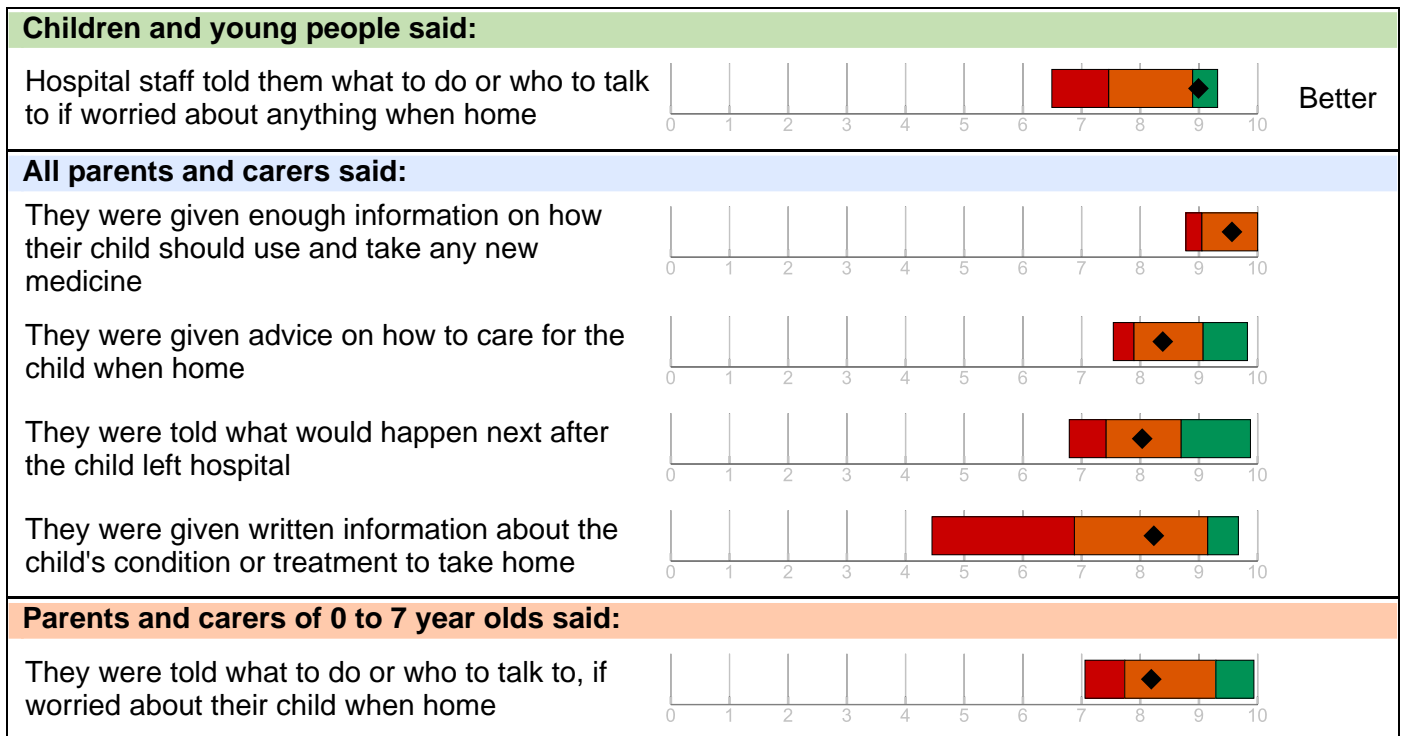 Children and young people said:
Hospital staff told them what to do or who to talk
to if worried about anything when home
0 1 2 3 4 5 6 7 8 9 10
Better
All parents and carers said:
They were given enough information on how
their child should use and take any new
medicine
0 1 2 3 4 5 6 7 8 9 10
They were given advice on how to care for the
child when home
0 1 2 3 4 5 6 7 8 9 10
They were told what would happen next after
the child left hospital
0 1 2 3 4 5 6 7 8 9 10
They were given written information about the
child's condition or treatment to take home
0 1 2 3 4 5 6 7 8 9 10
Parents and carers of 0 to 7 year olds said:
They were told what to do or who to talk to, if
worried about their child when home
0 1 2 3 4 5 6 7 8 9 10